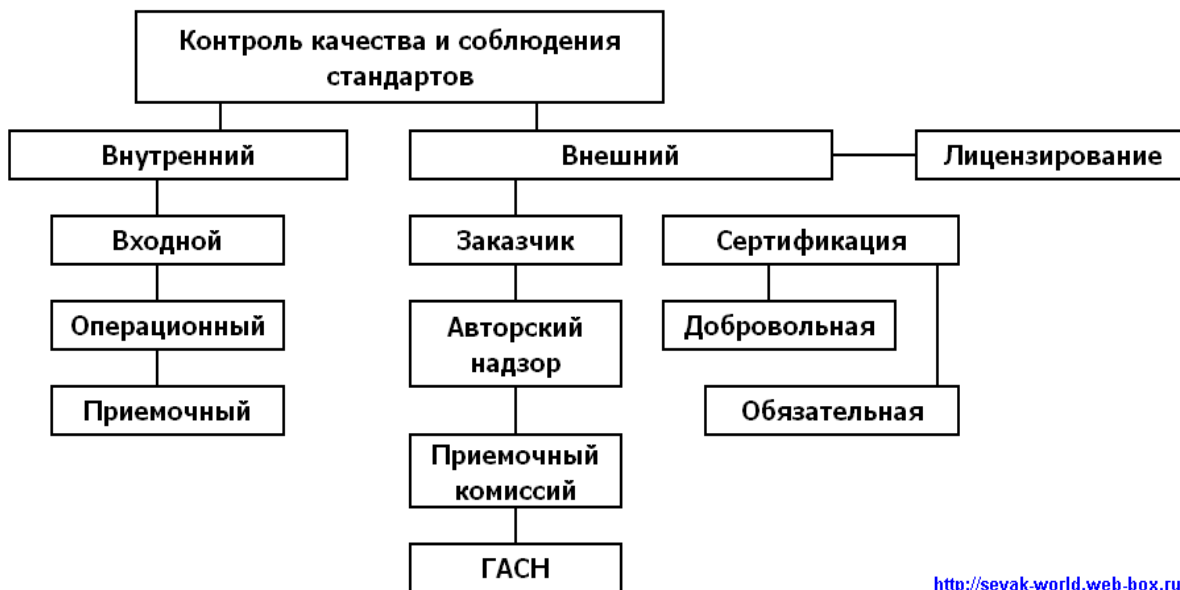 Контроль качества и соблюдения
стандартов
Внутренний
Внешний
Лицензирование
Входной
Заказчик
Сертификация
Операционный
Авторский
надзор
Добровольная
Приемочный
Обязательная
Приемочный
комиссий
ГАСН
http://sevak-world.web-box.ru